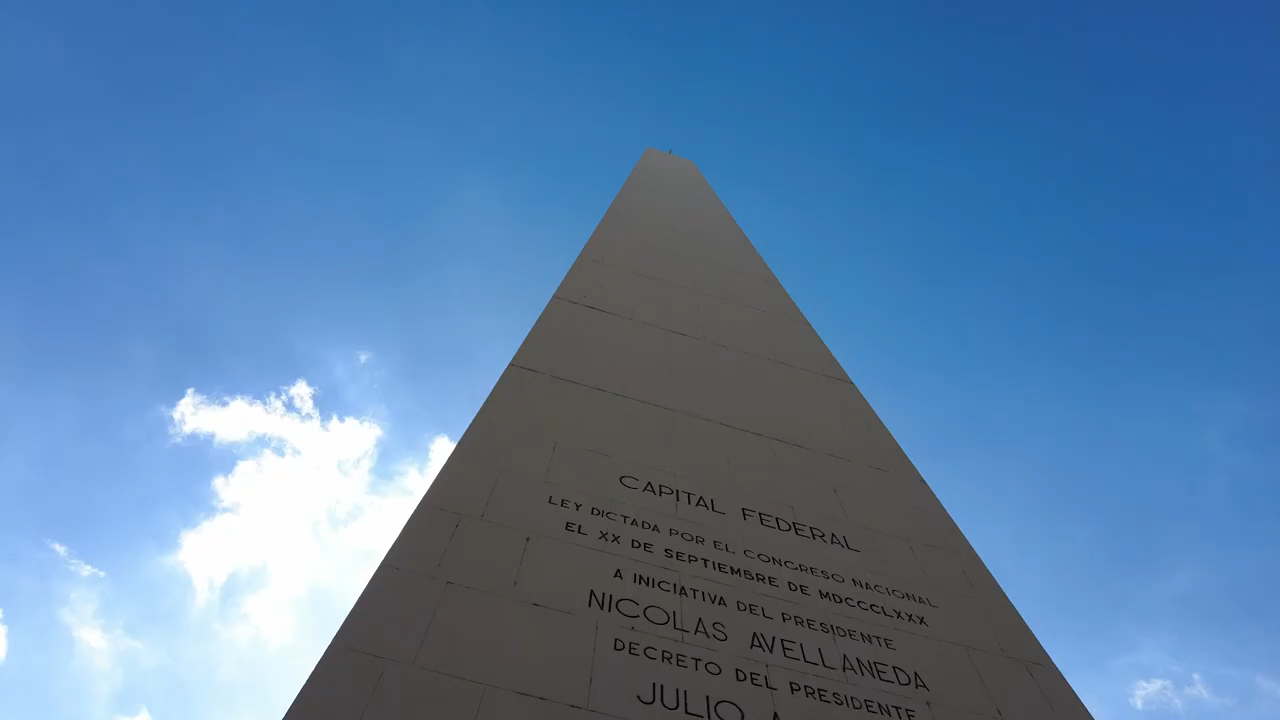 CAPITAL FEDERAL
LEY DICTADA POR EL CONGRESO NACIONAL
EL XX DE SEPTIEMBRE DE MDCCCLXXX
A INICIATIVA DEL PRESIDENTE
NICOLAS AVELLANEDA
DECRETO DEL PRESIDENTE
JULIO